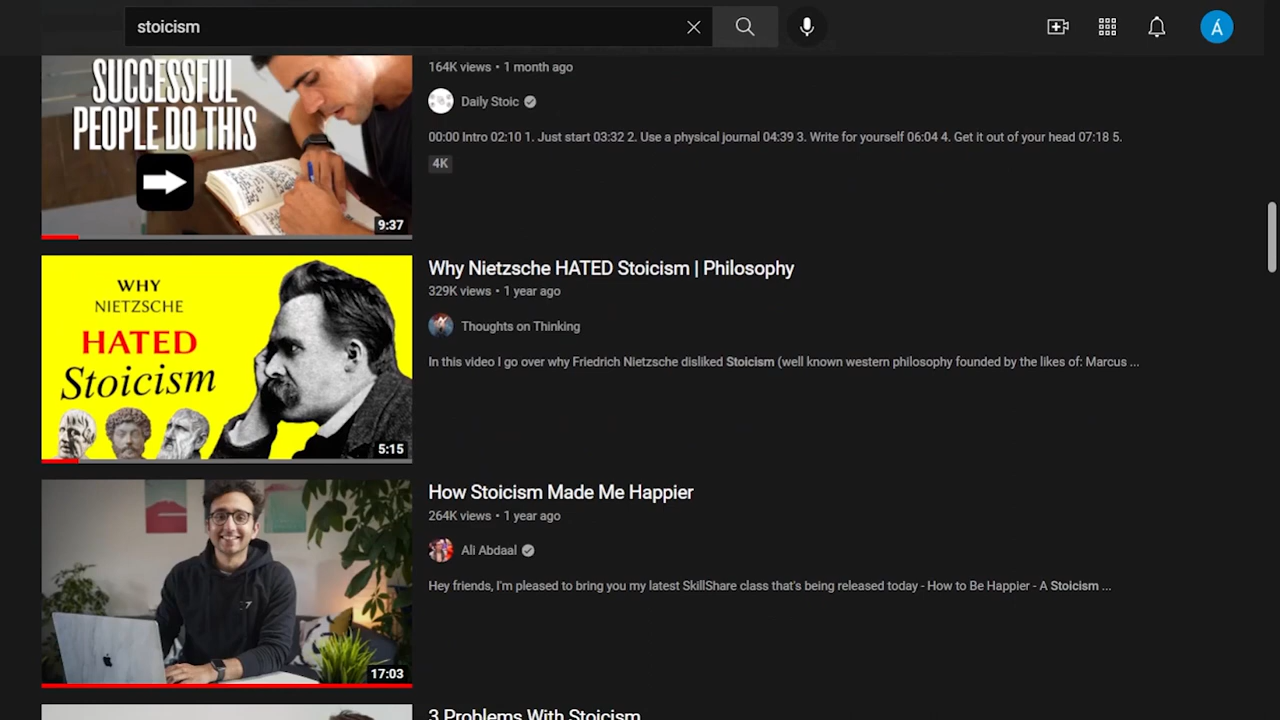 stoicism
Á
SUCCESSFUL
PEOPLE DO THIS
9:37
164K views • 1 month ago
Daily Stoic
00:00 Intro 02:10 1. Just start 03:32 2. Use a physical journal 04:39 3. Write for yourself 06:04 4. Get it out of your head 07:18 5.
4K
WHY
NIETZSCHE
HATED
Stoicism
5:15
Why Nietzsche HATED Stoicism | Philosophy
329K views • 1 year ago
Thoughts on Thinking
In this video I go over why Friedrich Nietzsche disliked Stoicism (well known western philosophy founded by the likes of: Marcus ...
17:03
How Stoicism Made Me Happier
264K views • 1 year ago
Ali Abdaal
Hey friends, I'm pleased to bring you my latest SkillShare class that's being released today - How to Be Happier - A Stoicism ...
3 Problems With Stoicism